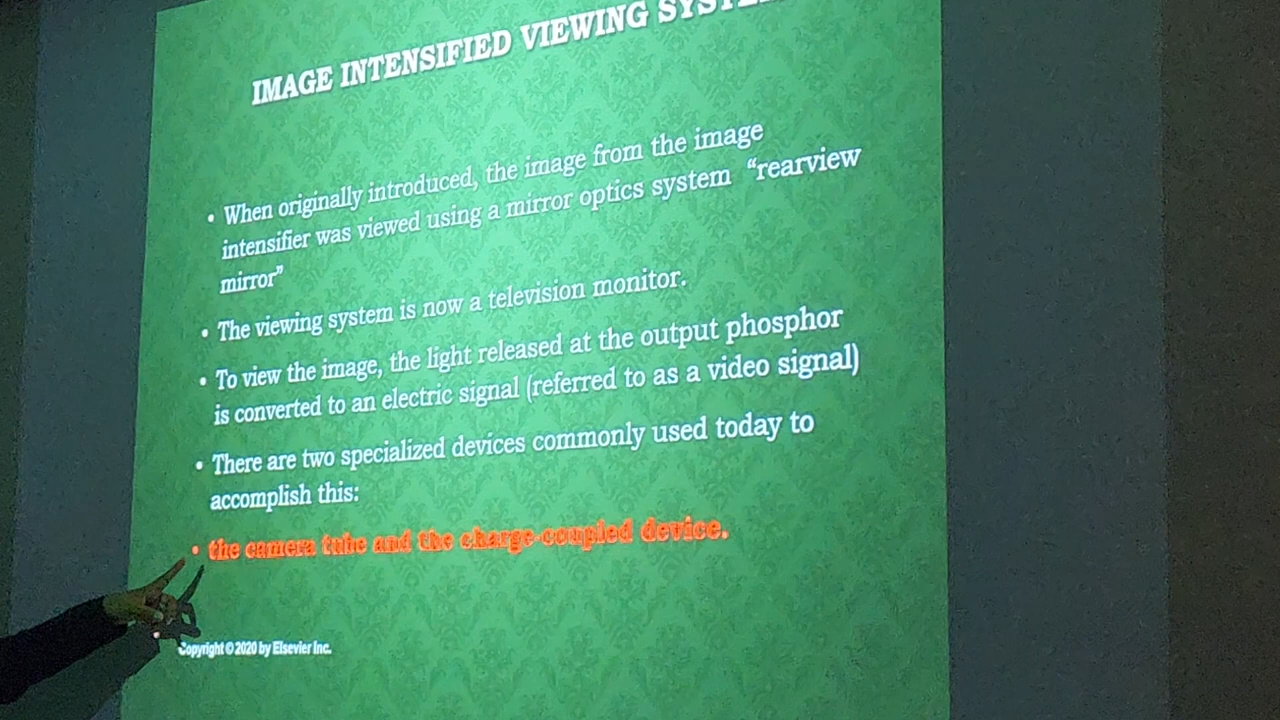 IMAGE INTENSIFIED VIEWING
• When originally introduced, the image from the image
intensifier was viewed using a mirror optics system “rearview
mirror”
• The viewing system is now a television monitor.
• To view the image, the light released at the output phosphor
is converted to an electric signal (referred to as a video signal)
• There are two specialized devices commonly used today to
accomplish this:
• the camera tube and the charge-coupled device.
Copyright © 2020 by Elsevier Inc.